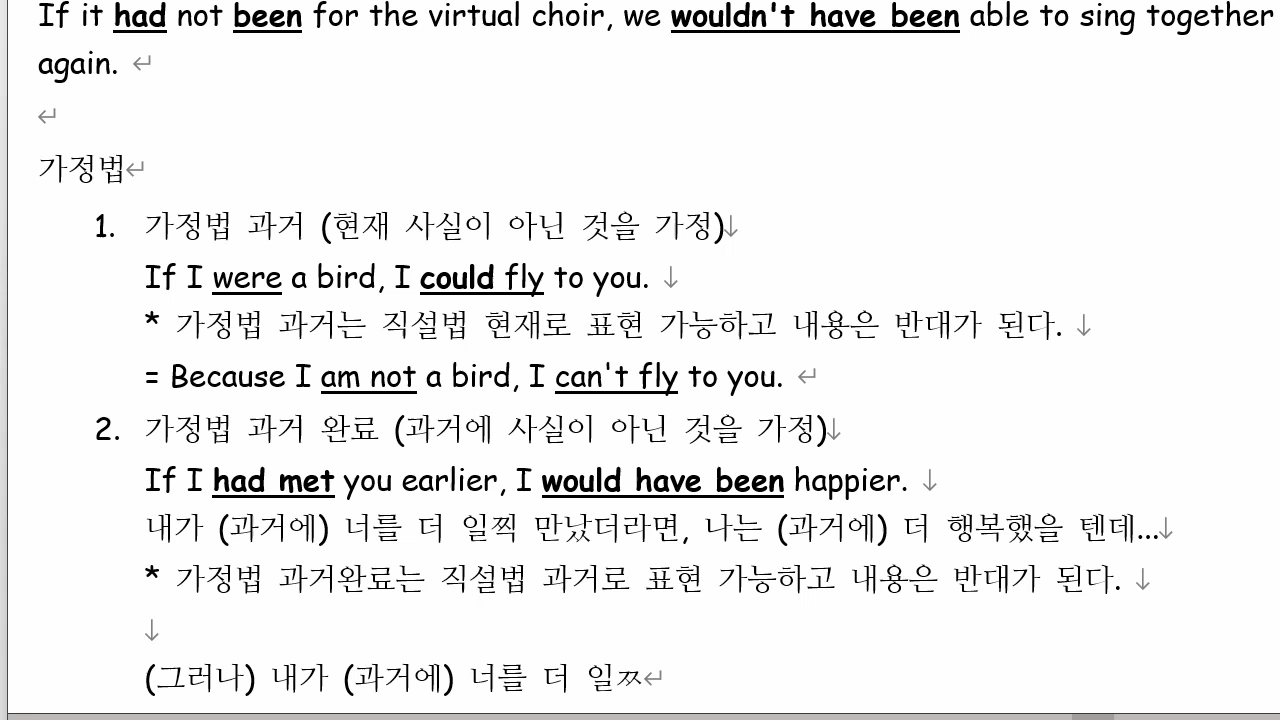 If it had not been for the virtual choir, we wouldn't have been able to sing together
again. ↵
↵
가정법↵
1. 가정법 과거 (현재 사실이 아닌 것을 가정)↓
If I were a bird, I could fly to you. ↓
* 가정법 과거는 직설법 현재로 표현 가능하고 내용은 반대가 된다. ↓
= Because I am not a bird, I can't fly to you. ↵
2. 가정법 과거 완료 (과거에 사실이 아닌 것을 가정)↓
If I had met you earlier, I would have been happier. ↓
내가 (과거에) 너를 더 일찍 만났더라면, 나는 (과거에) 더 행복했을 텐데...↓
* 가정법 과거완료는 직설법 과거로 표현 가능하고 내용은 반대가 된다. ↓
↓
(그러나) 내가 (과거에) 너를 더 일ㅉ↵